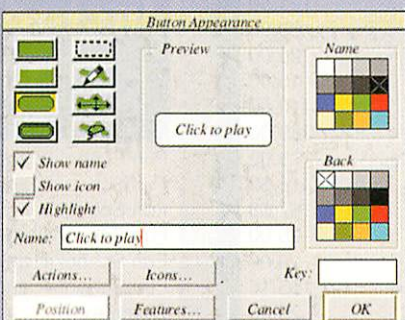 Button Appearance
Preview
Name
Click to play
Back
Show name
Show icon
Highlight
Name: Click to play
Actions... Icons... Key:
Position Features... Cancel OK